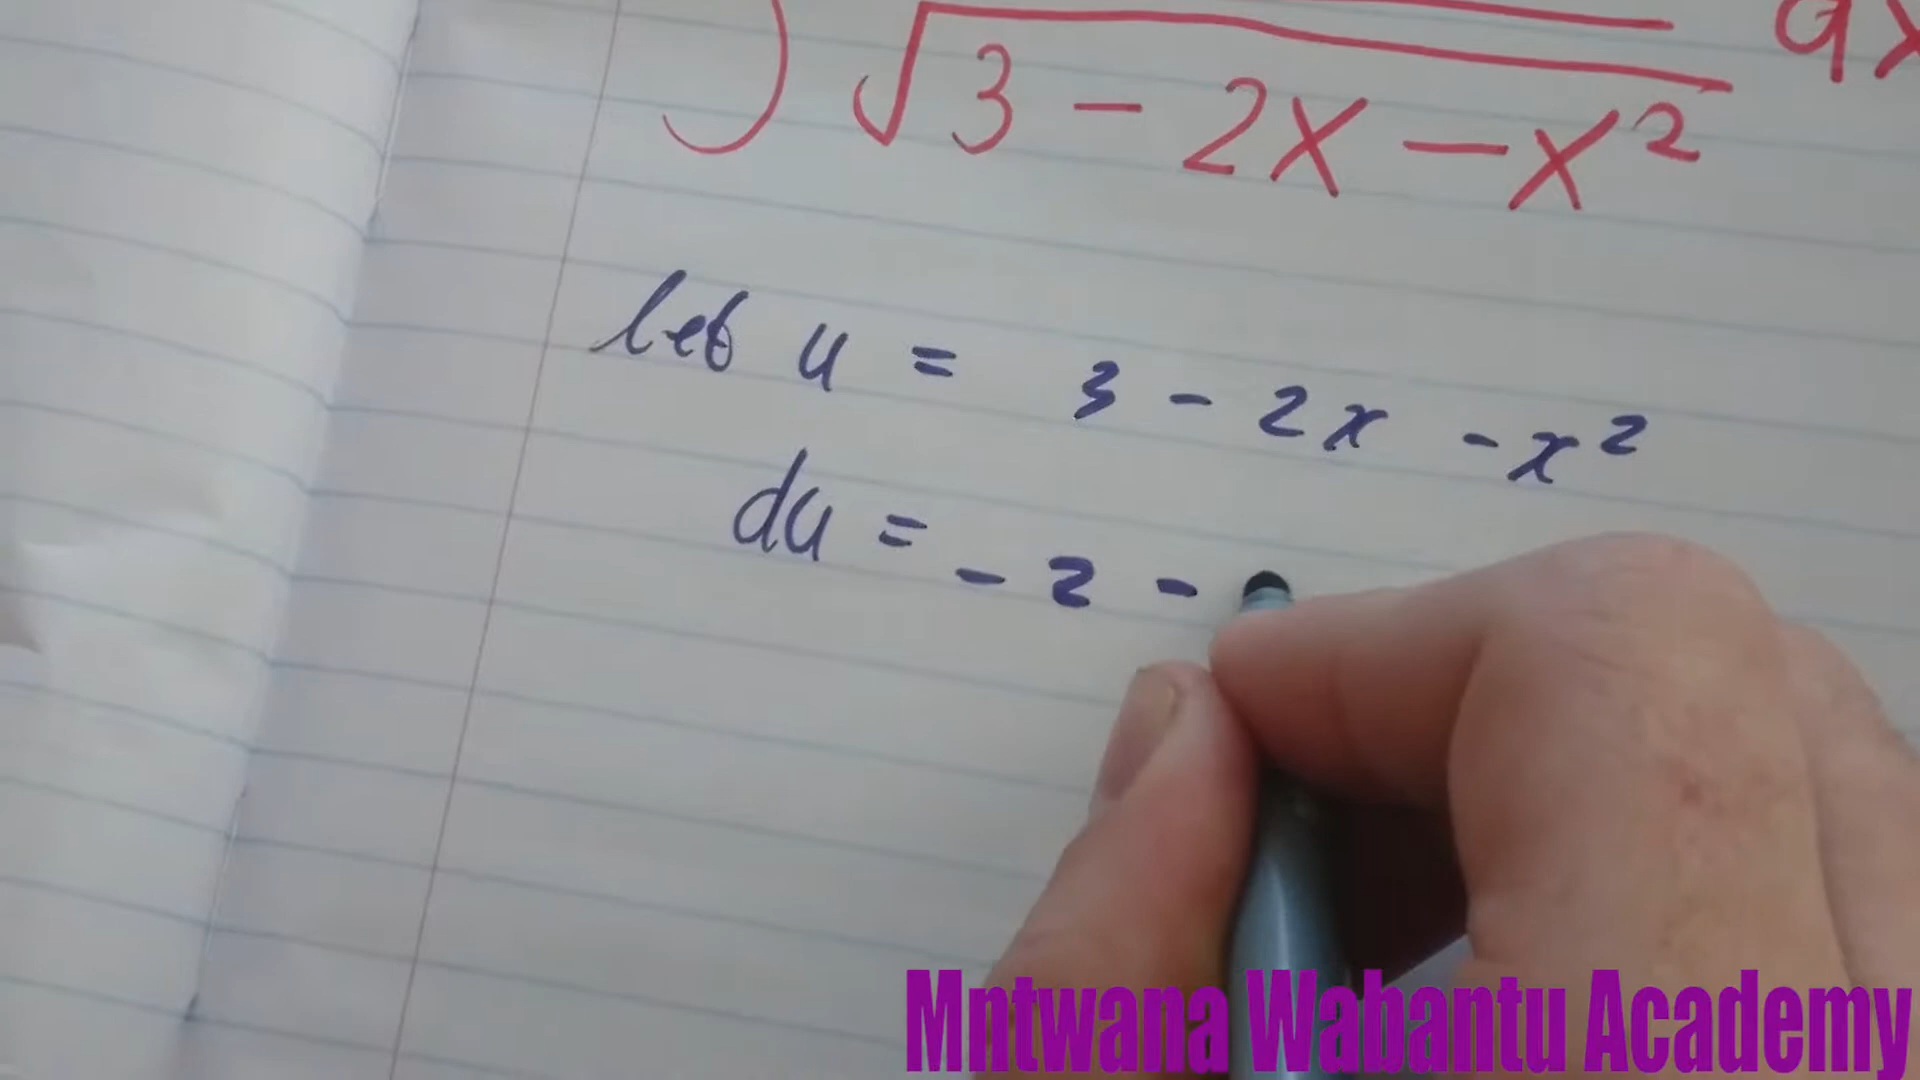 ∫ √3 - 2x - x² dx
let u = 3 - 2x - x²
du = - 2 -
Mntwana Wabantu Academy